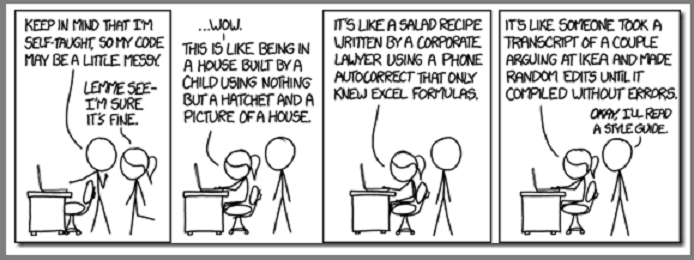 KEEP IN MIND THAT I'M
SELF-TAUGHT, SO MY CODE
MAY BE A LITTLE MESSY.
LEMME SEE-
I'M SURE
IT'S FINE.
...WOW.
THIS IS LIKE BEING IN
A HOUSE BUILT BY A
CHILD USING NOTHING
BUT A HATCHET AND A
PICTURE OF A HOUSE.
IT'S LIKE A SALAD RECIPE
WRITTEN BY A CORPORATE
LAWYER USING A PHONE
AUTOCORRECT THAT ONLY
KNEW EXCEL FORMULAS.
IT'S LIKE SOMEONE TOOK A
TRANSCRIPT OF A COUPLE
ARGUING AT IKEA AND MADE
RANDOM EDITS UNTIL IT
COMPILED WITHOUT ERRORS.
OKAY, I'LL READ
A STYLE GUIDE.